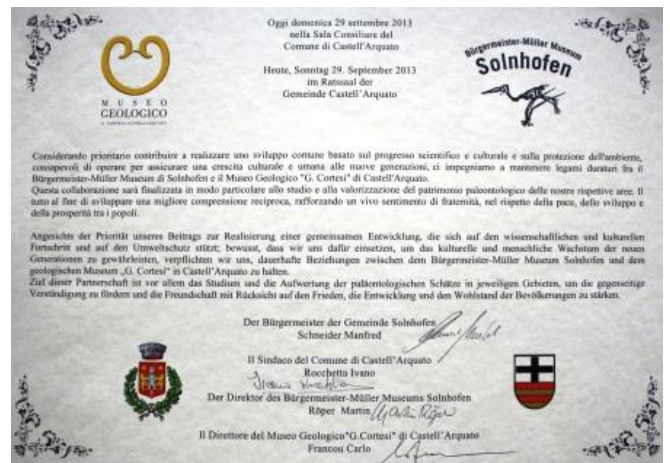 Oggi domenica 29 settembre 2013
nella Sala Consiliare del
Comune di Castell'Arquato
Heute, Sonntag 29. September 2013
im Ratssaal der
Gemeinde Castell'Arquato
MUSEO
GEOLOGICO
Bürgermeister-Müller Museum
Solnhofen
Considerando prioritario contribuire a realizzare uno sviluppo comune basato sul progresso scientifico e culturale e sulla protezione dell'ambiente,
consapevoli di operare per assicurare una crescita culturale e umana alle nuove generazioni, ci impegniamo a mantenere legami duraturi fra il
Bürgermeister-Müller Museum di Solnhofen e il Museo Geologico "G. Cortesi" di Castell'Arquato.
Questa collaborazione sarà finalizzata in modo particolare allo studio e alla valorizzazione del patrimonio paleontologico delle nostre rispettive aree. Il
tutto al fine di sviluppare una migliore comprensione reciproca, rafforzando un vivo sentimento di fraternità, nel rispetto della pace, dello sviluppo e
della prosperità tra i popoli.
Angesichts der Priorität unseres Beitrags zur Realisierung einer gemeinsamen Entwicklung, die sich auf den wissenschaftlichen und kulturellen
Fortschritt und auf den Umweltschutz stützt; bewusst, dass wir uns dafür einsetzen, um das kulturelle und menschliche Wachstum der neuen
Generationen zu gewährleisten, verpflichten wir uns, dauerhafte Beziehungen zwischen dem Bürgermeister-Müller Museum Solnhofen und dem
geologischen Museum „G. Cortesi" in Castell'Arquato zu halten.
Ziel dieser Partnerschaft ist vor allem das Studium und die Aufwertung der paläontologischen Schätze in jeweiligen Gebieten, um die gegenseitige
Verständigung zu fördern und die Freundschaft mit Rücksicht auf den Frieden, die Entwicklung und den Wohlstand der Bevölkerungen zu stärken.
Der Bürgermeister der Gemeinde Solnhofen
Schneider Manfred
Il Sindaco del Comune di Castell'Arquato
Rocchetta Ivano
Der Direktor des Bürgermeister-Müller Museums Solnhofen
Röper Martin
Il Direttore del Museo Geologico"G.Cortesi" di Castell'Arquato
Francou Carlo